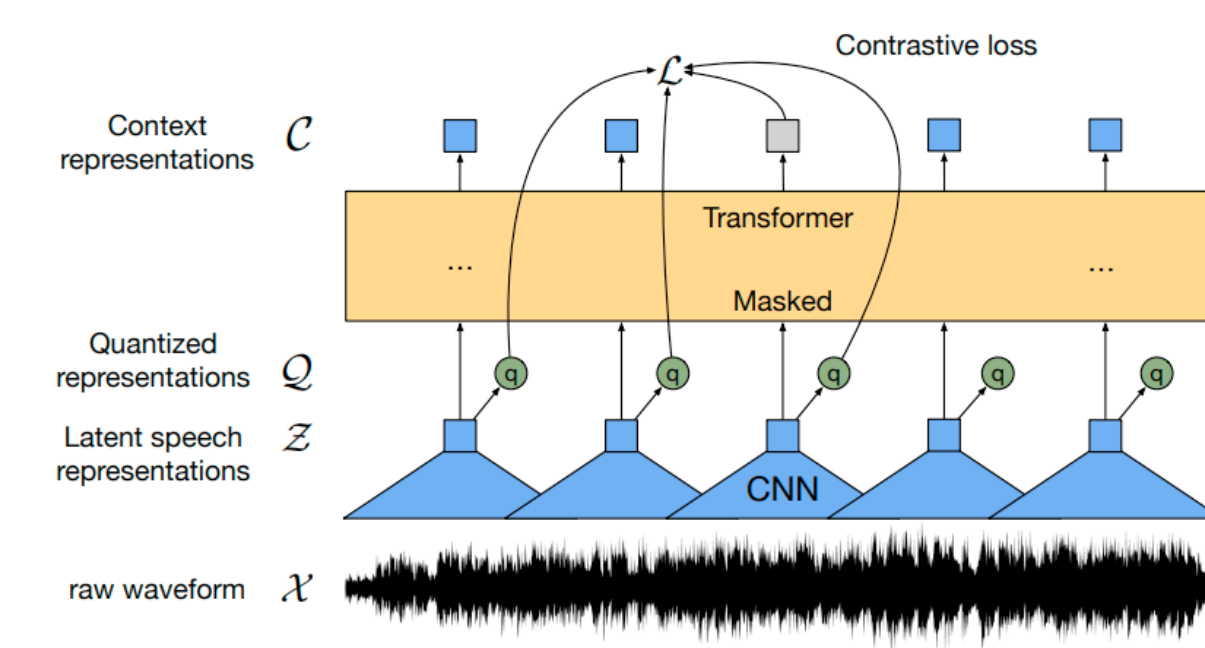 Contrastive loss
ℒ
Context
representations
𝒞
Transformer
...
...
Masked
Quantized
representations
𝒬
q
q
q
q
q
Latent speech
representations
𝒵
CNN
raw waveform
𝒳